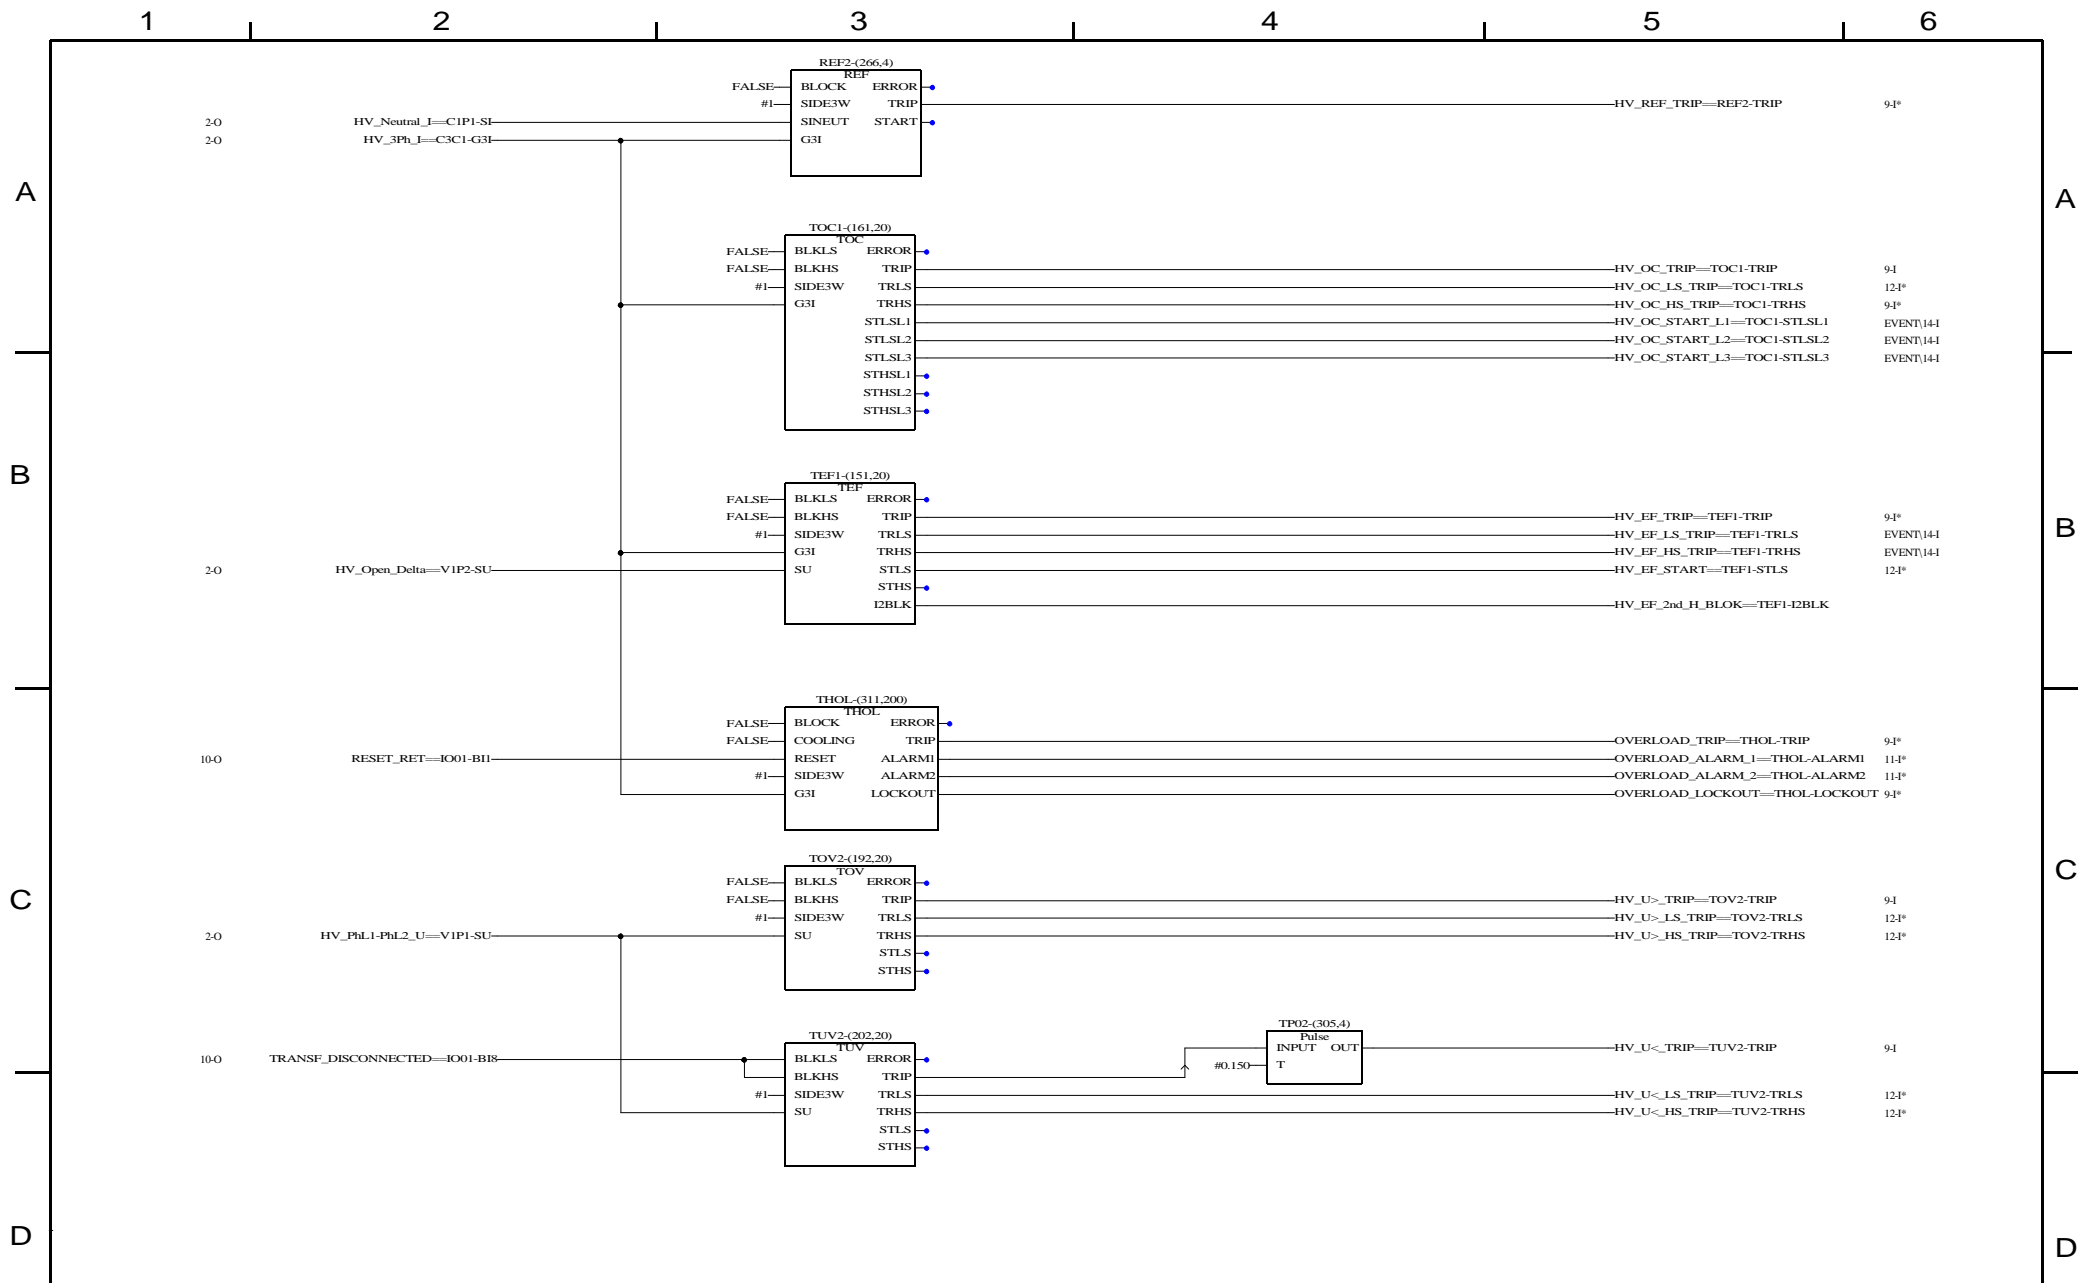 1 2 3 4 5 6
REF2-(266,4)
REF
FALSE BLOCK ERROR
#1 SIDE3W TRIP HV_REF_TRIP==REF2-TRIP 9-I*
2-O HV_Neutral_I==C1P1-SI SINEUT START
2-O HV_3Ph_I==C3C1-G3I G3I
A A
TOC1-(161,20)
TOC
FALSE BLKLS ERROR
FALSE BLKHS TRIP HV_OC_TRIP==TOC1-TRIP 9-I
#1 SIDE3W TRLS HV_OC_LS_TRIP==TOC1-TRLS 12-I*
G3I TRHS HV_OC_HS_TRIP==TOC1-TRHS 9-I*
STLSL1 HV_OC_START_L1==TOC1-STLSL1 EVENT\14-I
STLSL2 HV_OC_START_L2==TOC1-STLSL2 EVENT\14-I
STLSL3 HV_OC_START_L3==TOC1-STLSL3 EVENT\14-I
STHSL1
STHSL2
STHSL3
B B
TEF1-(151,20)
TEF
FALSE BLKLS ERROR
FALSE BLKHS TRIP HV_EF_TRIP==TEF1-TRIP 9-I*
#1 SIDE3W TRLS HV_EF_LS_TRIP==TEF1-TRLS EVENT\14-I
G3I TRHS HV_EF_HS_TRIP==TEF1-TRHS EVENT\14-I
2-O HV_Open_Delta==V1P2-SU SU STLS HV_EF_START==TEF1-STLS 12-I*
STHS
I2BLK HV_EF_2nd_H_BLOK==TEF1-I2BLK
THOL-(311,200)
THOL
FALSE BLOCK ERROR
FALSE COOLING TRIP OVERLOAD_TRIP==THOL-TRIP 9-I*
10-O RESET_RET==IO01-BI1 RESET ALARM1 OVERLOAD_ALARM_1==THOL-ALARM1 11-I*
#1 SIDE3W ALARM2 OVERLOAD_ALARM_2==THOL-ALARM2 11-I*
G3I LOCKOUT OVERLOAD_LOCKOUT==THOL-LOCKOUT 9-I*
C C
TOV2-(192,20)
TOV
FALSE BLKLS ERROR
FALSE BLKHS TRIP HV_U>_TRIP==TOV2-TRIP 9-I
#1 SIDE3W TRLS HV_U>_LS_TRIP==TOV2-TRLS 12-I*
2-O HV_PhL1-PhL2_U==V1P1-SU SU TRHS HV_U>_HS_TRIP==TOV2-TRHS 12-I*
STLS
STHS
TUV2-(202,20) TP02-(305,4)
TUV Pulse
INPUT OUT HV_U<_TRIP==TUV2-TRIP 9-I
10-O TRANSF_DISCONNECTED==IO01-BI8 BLKLS ERROR
#0.150 T
BLKHS TRIP
#1 SIDE3W TRLS HV_U<_LS_TRIP==TUV2-TRLS 12-I*
SU TRHS HV_U<_HS_TRIP==TUV2-TRHS 12-I*
STLS
STHS
D D